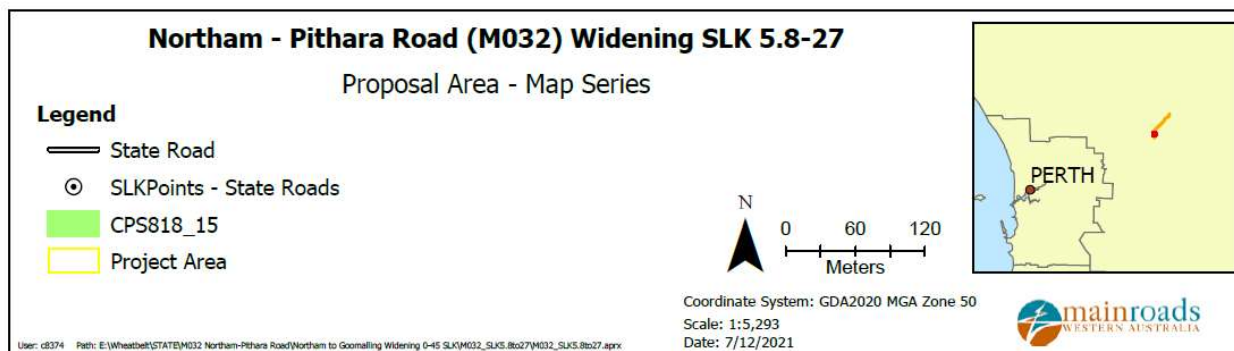 Northam - Pithara Road (M032) Widening SLK 5.8-27
Proposal Area - Map Series
Legend
State Road
SLKPoints - State Roads
CPS818_15
Project Area
N
0 60 120
Meters
Coordinate System: GDA2020 MGA Zone 50
Scale: 1:5,293
Date: 7/12/2021
User: c8374 Path: E:\Wheatbelt\STATE\M032 Northam-Pithara Road\Northam to Goomalling Widening 0-45 SLK\M032_SLK5.8to27\M032_SLK5.8to27.aprx
PERTH
mainroads
WESTERN AUSTRALIA